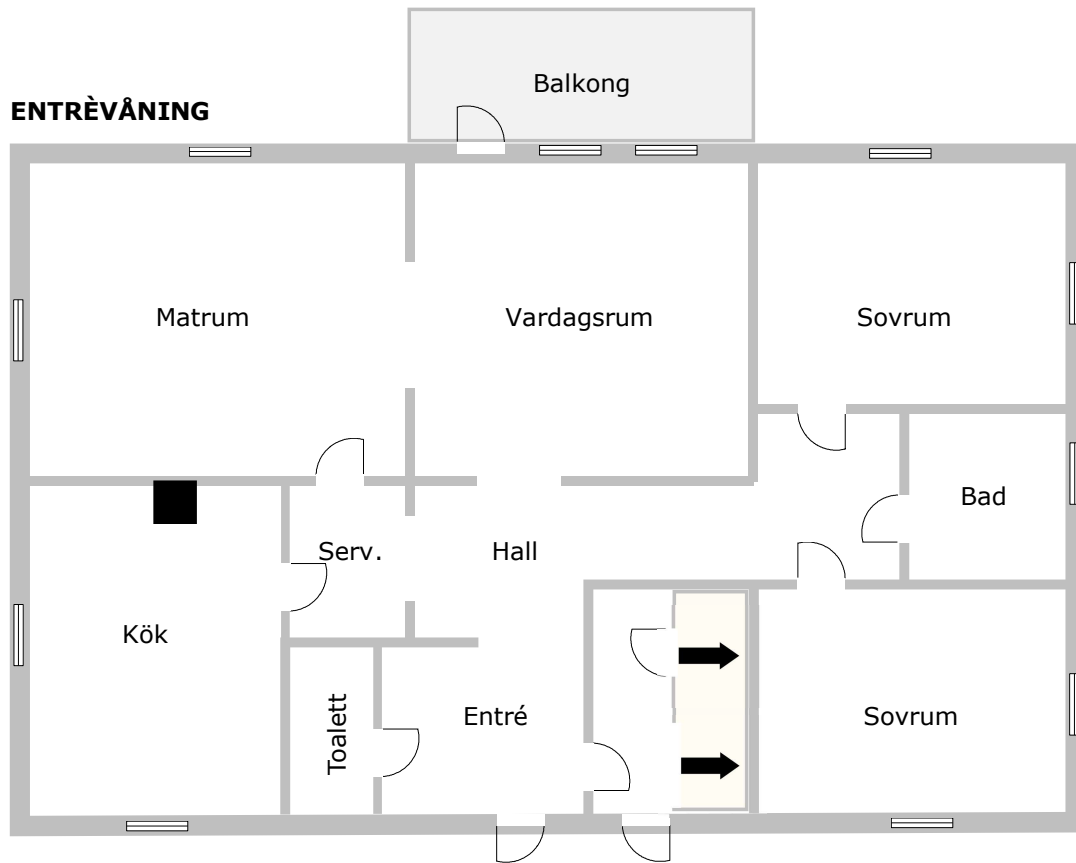 Balkong
ENTRÈVÅNING
Matrum
Vardagsrum
Sovrum
Bad
Serv.
Hall
Kök
Toalett
Entré
Sovrum